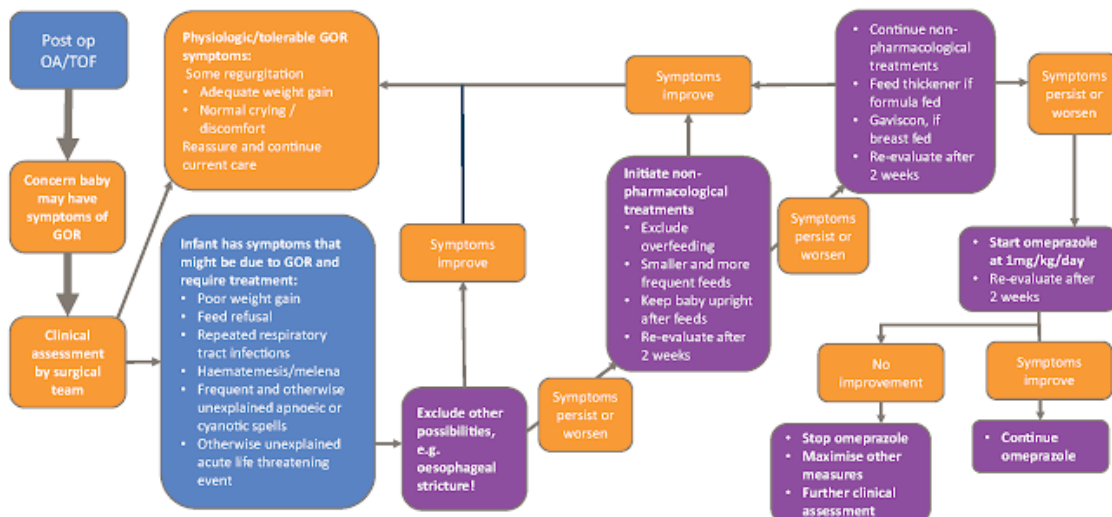 Post op
OA/TOF
Concern baby
may have
symptoms of
GOR
Clinical
assessment
by surgical
team
Physiologic/tolerable GOR
symptoms:
Some regurgitation
• Adequate weight gain
• Normal crying /
discomfort
Reassure and continue
current care
Infant has symptoms that
might be due to GOR and
require treatment:
• Poor weight gain
• Feed refusal
• Repeated respiratory
tract infections
• Haematemesis/melena
• Frequent and otherwise
unexplained apnoeic or
cyanotic spells
• Otherwise unexplained
acute life threatening
event
Exclude other
possibilities,
e.g.
oesophageal
stricture!
Symptoms
improve
Symptoms
persist or
worsen
Initiate non-
pharmacological
treatments
• Exclude
overfeeding
• Smaller and more
frequent feeds
• Keep baby upright
after feeds
• Re-evaluate after
2 weeks
Symptoms
improve
Symptoms
persist or
worsen
• Continue non-
pharmacological
treatments
• Feed thickener if
formula fed
• Gaviscon, if
breast fed
• Re-evaluate after
2 weeks
Symptoms
persist or
worsen
• Start omeprazole
at 1mg/kg/day
• Re-evaluate after
2 weeks
No
improvement
• Stop omeprazole
• Maximise other
measures
• Further clinical
assessment
Symptoms
improve
• Continue
omeprazole